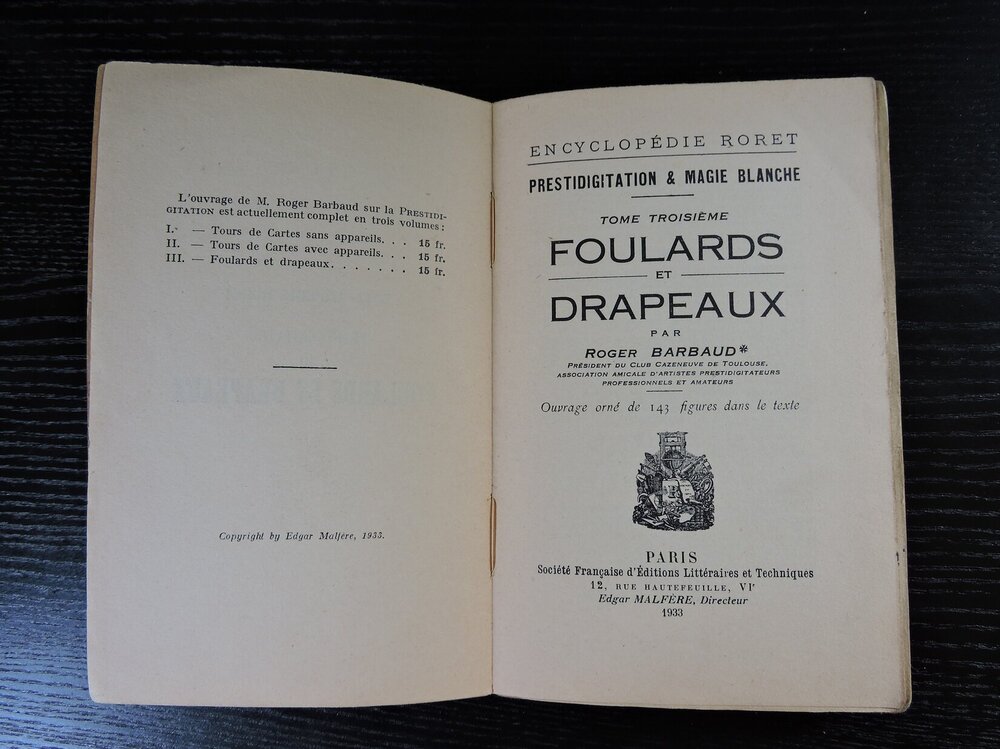 L'ouvrage de M. Roger Barbaud sur la PRESTIDI-
GITATION est actuellement complet en trois volumes :
I. — Tours de Cartes sans appareils. . . 15 fr.
II. — Tours de Cartes avec appareils. . . 15 fr.
III. — Foulards et drapeaux. . . . . . . 15 fr.
Copyright by Edgar Malfère, 1933.
ENCYCLOPÉDIE RORET
PRESTIDIGITATION & MAGIE BLANCHE
TOME TROISIÈME
FOULARDS
ET
DRAPEAUX
PAR
ROGER BARBAUD*
PRÉSIDENT DU CLUB CAZENEUVE DE TOULOUSE,
ASSOCIATION AMICALE D'ARTISTES PRESTIDIGITATEURS
PROFESSIONNELS ET AMATEURS
Ouvrage orné de 143 figures dans le texte
PARIS
Société Française d'Éditions Littéraires et Techniques
12, RUE HAUTEFEUILLE, VIe
Edgar MALFÈRE, Directeur
1933